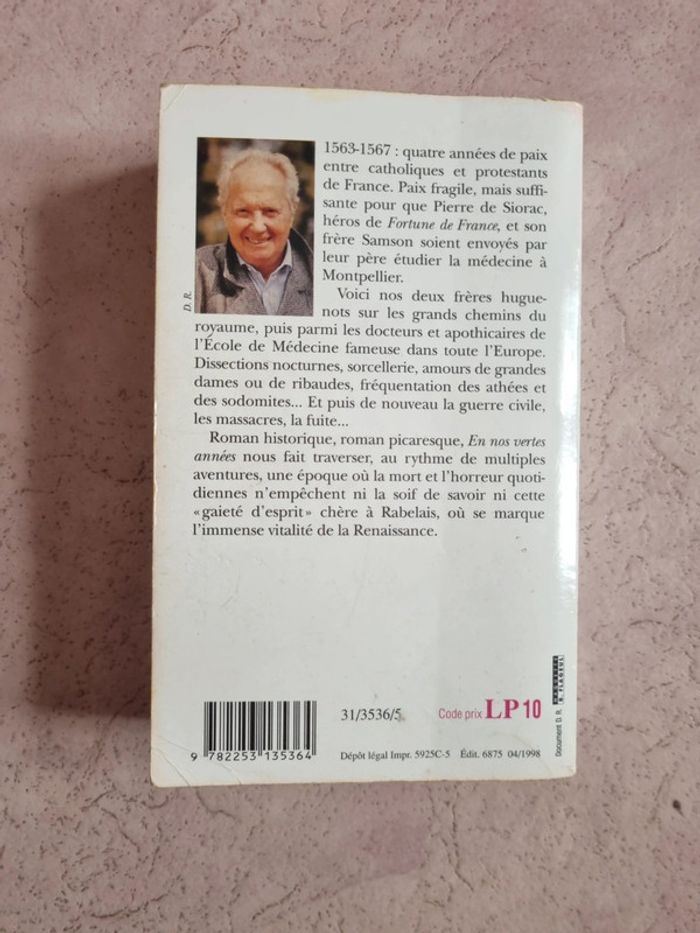 1563-1567 : quatre années de paix
entre catholiques et protestants
de France. Paix fragile, mais suffi-
sante pour que Pierre de Siorac,
héros de Fortune de France, et son
frère Samson soient envoyés par
leur père étudier la médecine à
Montpellier.
D. R.
Voici nos deux frères hugue-
nots sur les grands chemins du
royaume, puis parmi les docteurs et apothicaires de
l'École de Médecine fameuse dans toute l'Europe.
Dissections nocturnes, sorcellerie, amours de grandes
dames ou de ribaudes, fréquentation des athées et
des sodomites... Et puis de nouveau la guerre civile,
les massacres, la fuite...
Roman historique, roman picaresque, En nos vertes
années nous fait traverser, au rythme de multiples
aventures, une époque où la mort et l'horreur quoti-
diennes n'empêchent ni la soif de savoir ni cette
« gaieté d'esprit » chère à Rabelais, où se marque
l'immense vitalité de la Renaissance.
31/3536/5
Code prix LP 10
9 782253 135364
Dépôt légal Impr. 5925C-5 Édit. 6875 04/1998
Document D. R.
MAQUETTE
B. FLAGEUL